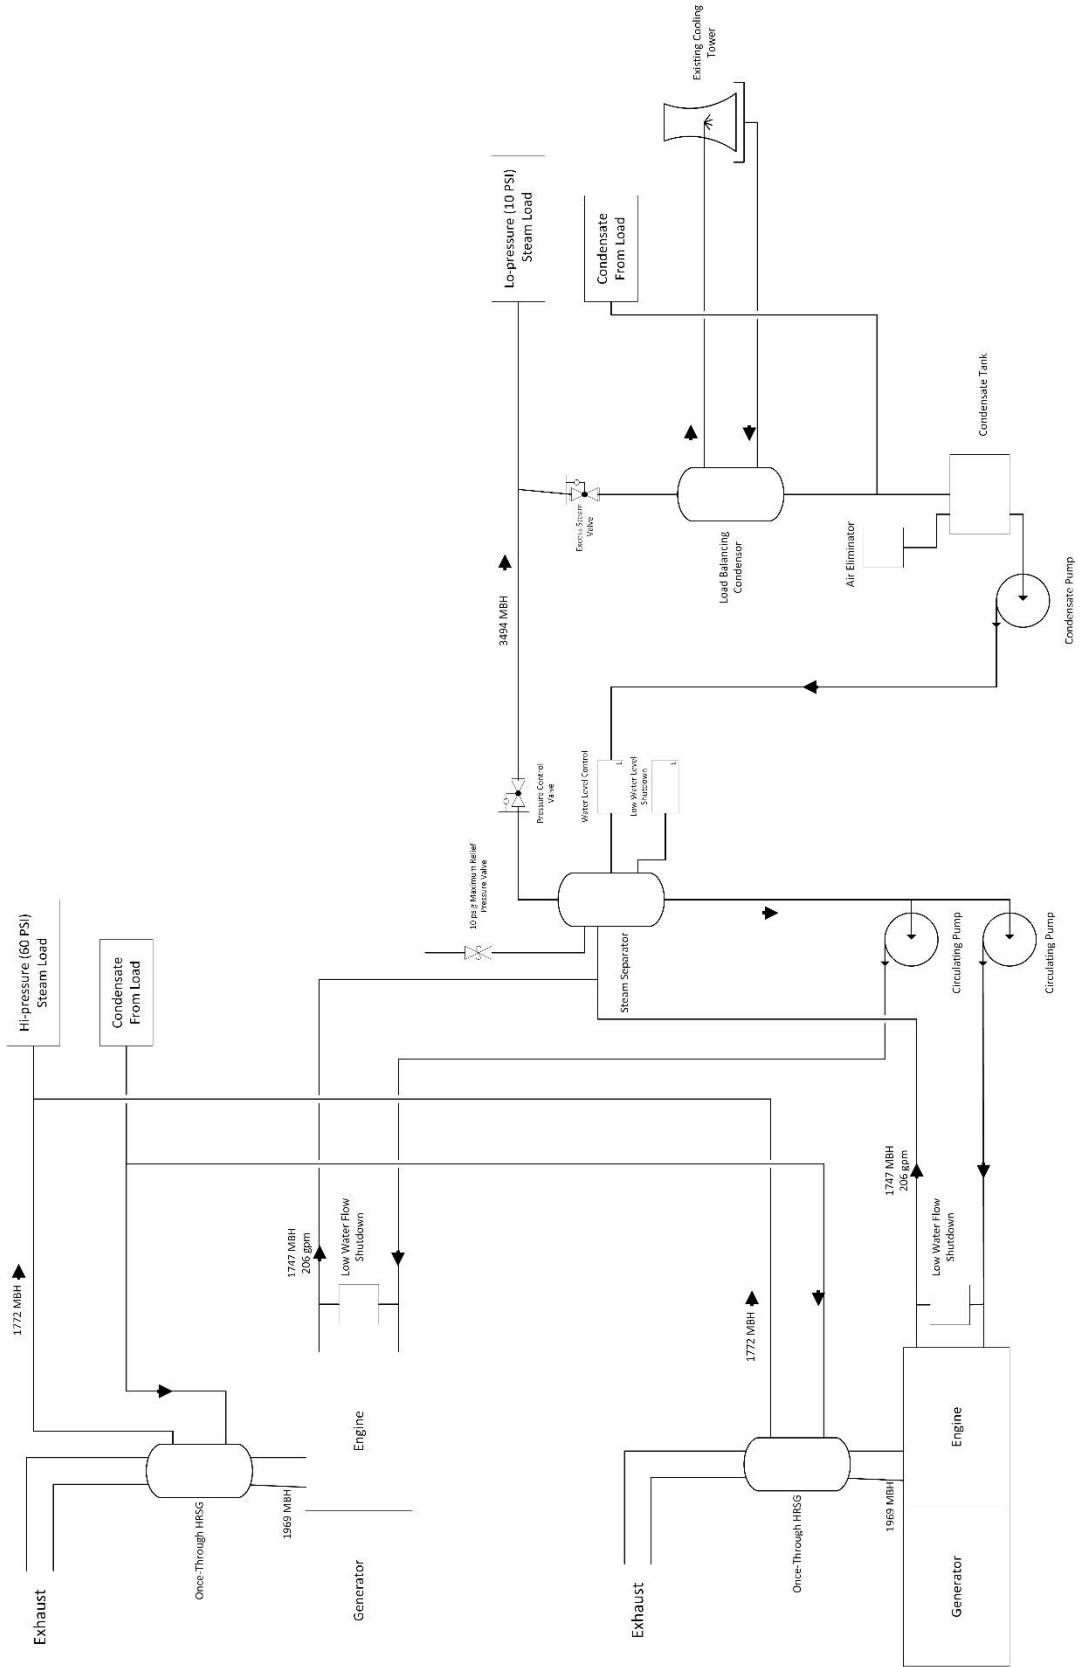 Hi-pressure (60 PSI)
Steam Load
Condensate
From Load
1772 MBH
Exhaust
Once-Through HRSG
1969 MBH
Generator
Engine
1747 MBH
206 gpm
Low Water Flow
Shutdown
10 psig Maximum Relief
Pressure Valve
Steam Separator
Pressure Control
Valve
3494 MBH
Lo-pressure (10 PSI)
Steam Load
Condensate
From Load
Existing Cooling
Tower
Excess Steam
Valve
Load Balancing
Condensor
Water Level Control
L
Low Water Level
Shutdown
L
Air Eliminator
Condensate Tank
Condensate Pump
Circulating Pump
Circulating Pump
1772 MBH
Exhaust
Once-Through HRSG
1969 MBH
Generator
Engine
1747 MBH
206 gpm
Low Water Flow
Shutdown